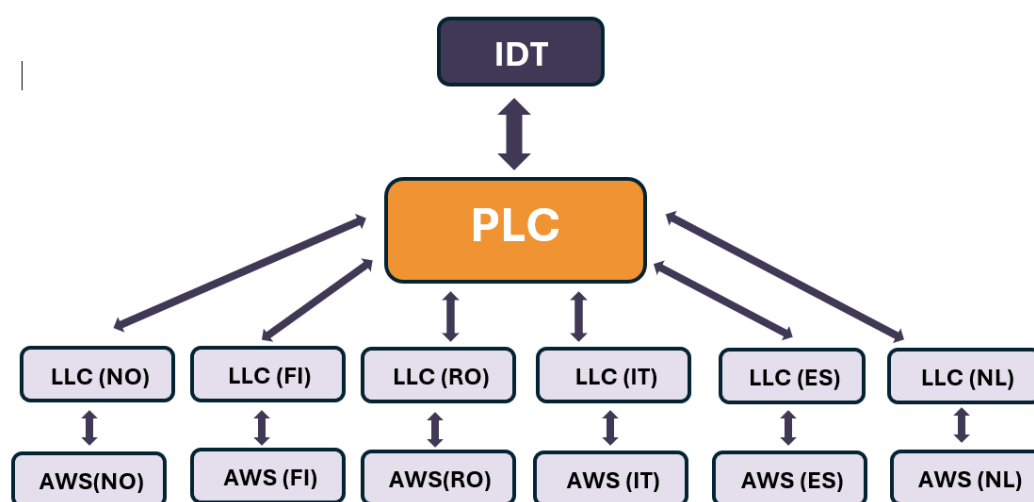 IDT
PLC
LLC (NO)
LLC (FI)
LLC (RO)
LLC (IT)
LLC (ES)
LLC (NL)
AWS(NO)
AWS (FI)
AWS(RO)
AWS (IT)
AWS (ES)
AWS (NL)